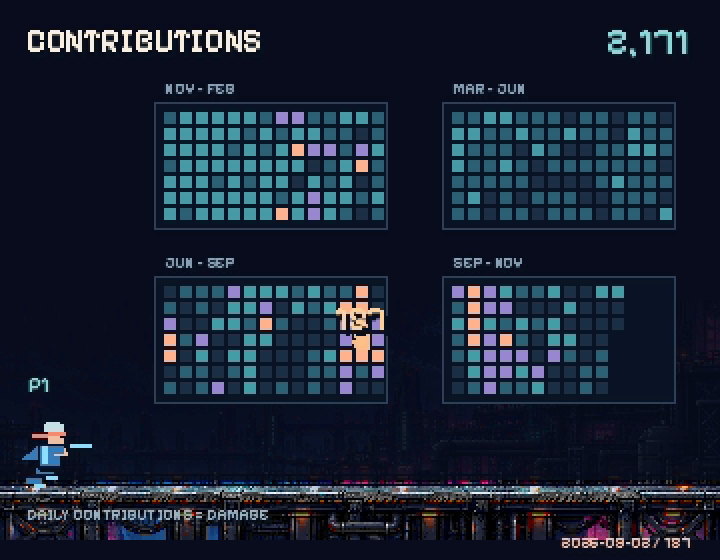 CONTRIBUTIONS
8,171
NOV-FEB
MAR-JUN
JUN-SEP
SEP-NOV
187
P1
DAILY CONTRIBUTIONS = DAMAGE
2025-09-08 / 187